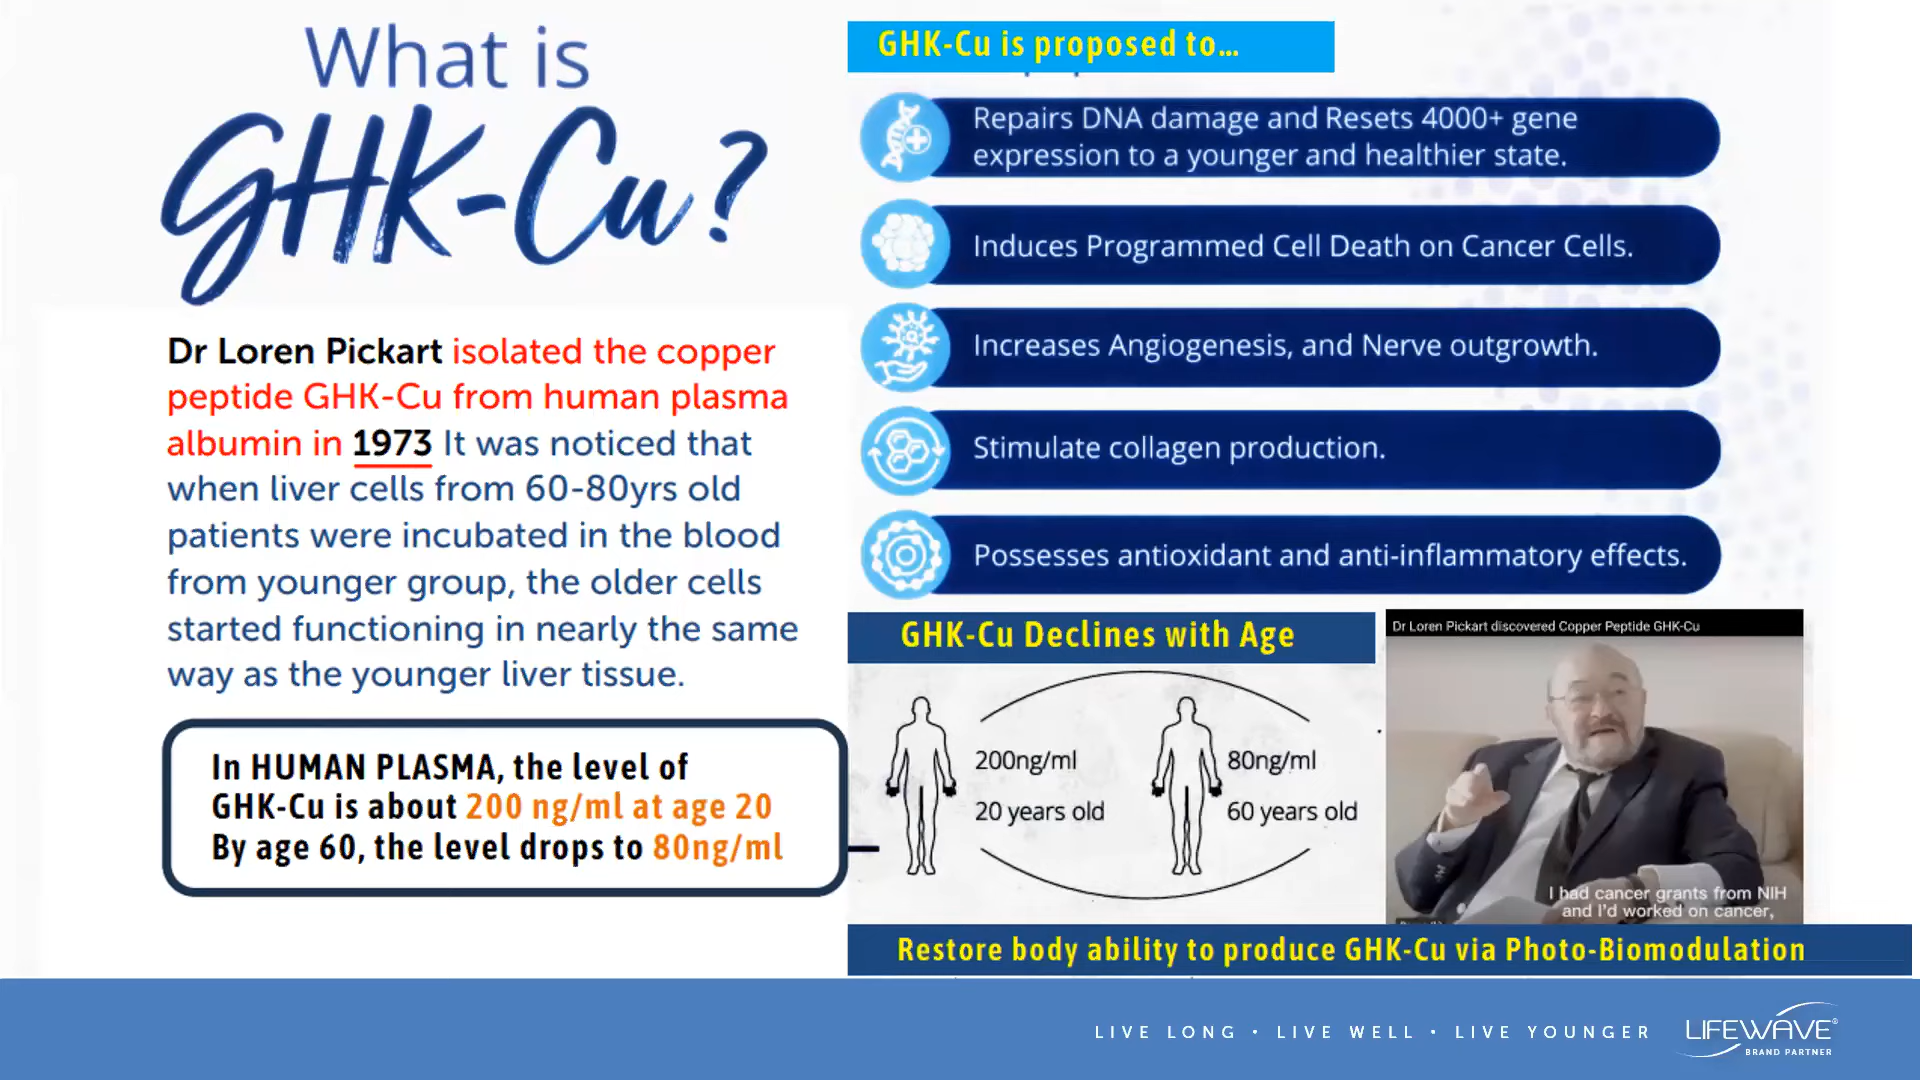 What is
GHK-Cu?
Dr Loren Pickart isolated the copper
peptide GHK-Cu from human plasma
albumin in 1973 It was noticed that
when liver cells from 60-80yrs old
patients were incubated in the blood
from younger group, the older cells
started functioning in nearly the same
way as the younger liver tissue.
In HUMAN PLASMA, the level of
GHK-Cu is about 200 ng/ml at age 20
By age 60, the level drops to 80ng/ml
GHK-Cu is proposed to...
Repairs DNA damage and Resets 4000+ gene
expression to a younger and healthier state.
Induces Programmed Cell Death on Cancer Cells.
Increases Angiogenesis, and Nerve outgrowth.
Stimulate collagen production.
Possesses antioxidant and anti-inflammatory effects.
GHK-Cu Declines with Age
200ng/ml
20 years old
80ng/ml
60 years old
Dr Loren Pickart discovered Copper Peptide GHK-Cu
I had cancer grants from NIH
and I'd worked on cancer,
Restore body ability to produce GHK-Cu via Photo-Biomodulation
LIVE LONG • LIVE WELL • LIVE YOUNGER
LIFEWAVE®
BRAND PARTNER